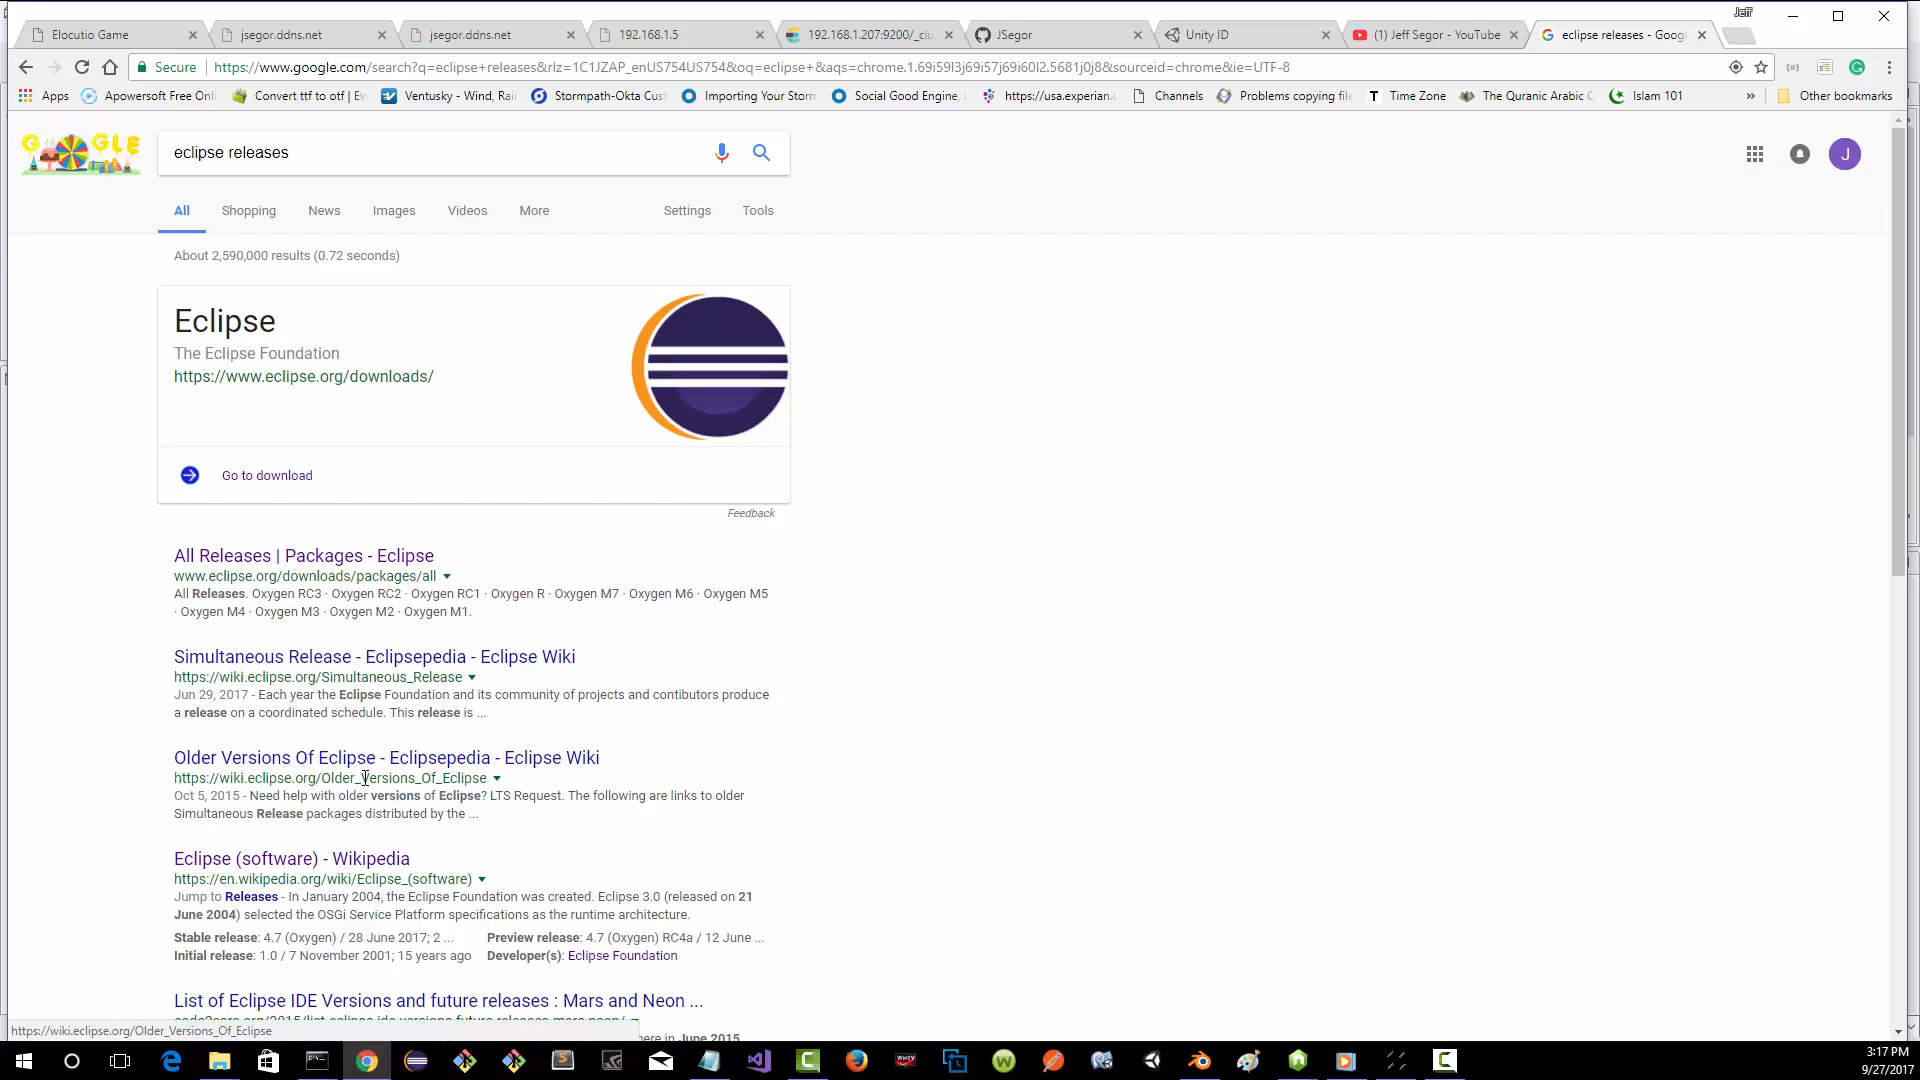 Jeff
Elocutio Game
jsegor.ddns.net
jsegor.ddns.net
192.168.1.5
192.168.1.207:9200/_clu
JSegor
Unity ID
(1) Jeff Segor - YouTube
eclipse releases - Goog
Secure
https://www.google.com/search?q=eclipse+releases&rlz=1C1JZAP_enUS754US754&oq=eclipse+&aqs=chrome.1.69i59l3j69i57j69i60l2.5681j0j8&sourceid=chrome&ie=UTF-8
Apps
Apowersoft Free Onli
Convert ttf to otf | Ev
Ventusky - Wind, Rai
Stormpath-Okta Cust
Importing Your Storm
Social Good Engine,
https://usa.experian.c
Channels
Problems copying file
T Time Zone
The Quranic Arabic C
Islam 101
»
Other bookmarks
GOOGLE
eclipse releases
J
All
Shopping
News
Images
Videos
More
Settings
Tools
About 2,590,000 results (0.72 seconds)
Eclipse
The Eclipse Foundation
https://www.eclipse.org/downloads/
Go to download
Feedback
All Releases | Packages - Eclipse
www.eclipse.org/downloads/packages/all
All Releases. Oxygen RC3 · Oxygen RC2 · Oxygen RC1 · Oxygen R · Oxygen M7 · Oxygen M6 · Oxygen M5
· Oxygen M4 · Oxygen M3 · Oxygen M2 · Oxygen M1.
Simultaneous Release - Eclipsepedia - Eclipse Wiki
https://wiki.eclipse.org/Simultaneous_Release
Jun 29, 2017 - Each year the Eclipse Foundation and its community of projects and contibutors produce
a release on a coordinated schedule. This release is ...
Older Versions Of Eclipse - Eclipsepedia - Eclipse Wiki
https://wiki.eclipse.org/Older_Versions_Of_Eclipse
Oct 5, 2015 - Need help with older versions of Eclipse? LTS Request. The following are links to older
Simultaneous Release packages distributed by the ...
Eclipse (software) - Wikipedia
https://en.wikipedia.org/wiki/Eclipse_(software)
Jump to Releases - In January 2004, the Eclipse Foundation was created. Eclipse 3.0 (released on 21
June 2004) selected the OSGi Service Platform specifications as the runtime architecture.
Stable release: 4.7 (Oxygen) / 28 June 2017; 2 ...
Preview release: 4.7 (Oxygen) RC4a / 12 June ...
Initial release: 1.0 / 7 November 2001; 15 years ago
Developer(s): Eclipse Foundation
List of Eclipse IDE Versions and future releases : Mars and Neon ...
here in June 2015
https://wiki.eclipse.org/Older_Versions_Of_Eclipse
3:17 PM
9/27/2017